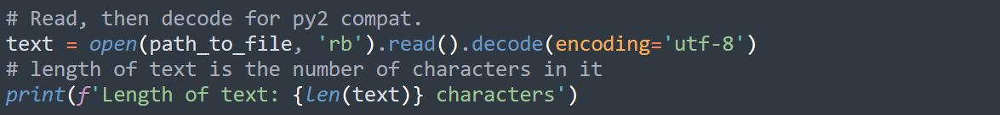 # Read, then decode for py2 compat.
text = open(path_to_file, 'rb').read().decode(encoding='utf-8')
# length of text is the number of characters in it
print(f'Length of text: {len(text)} characters')